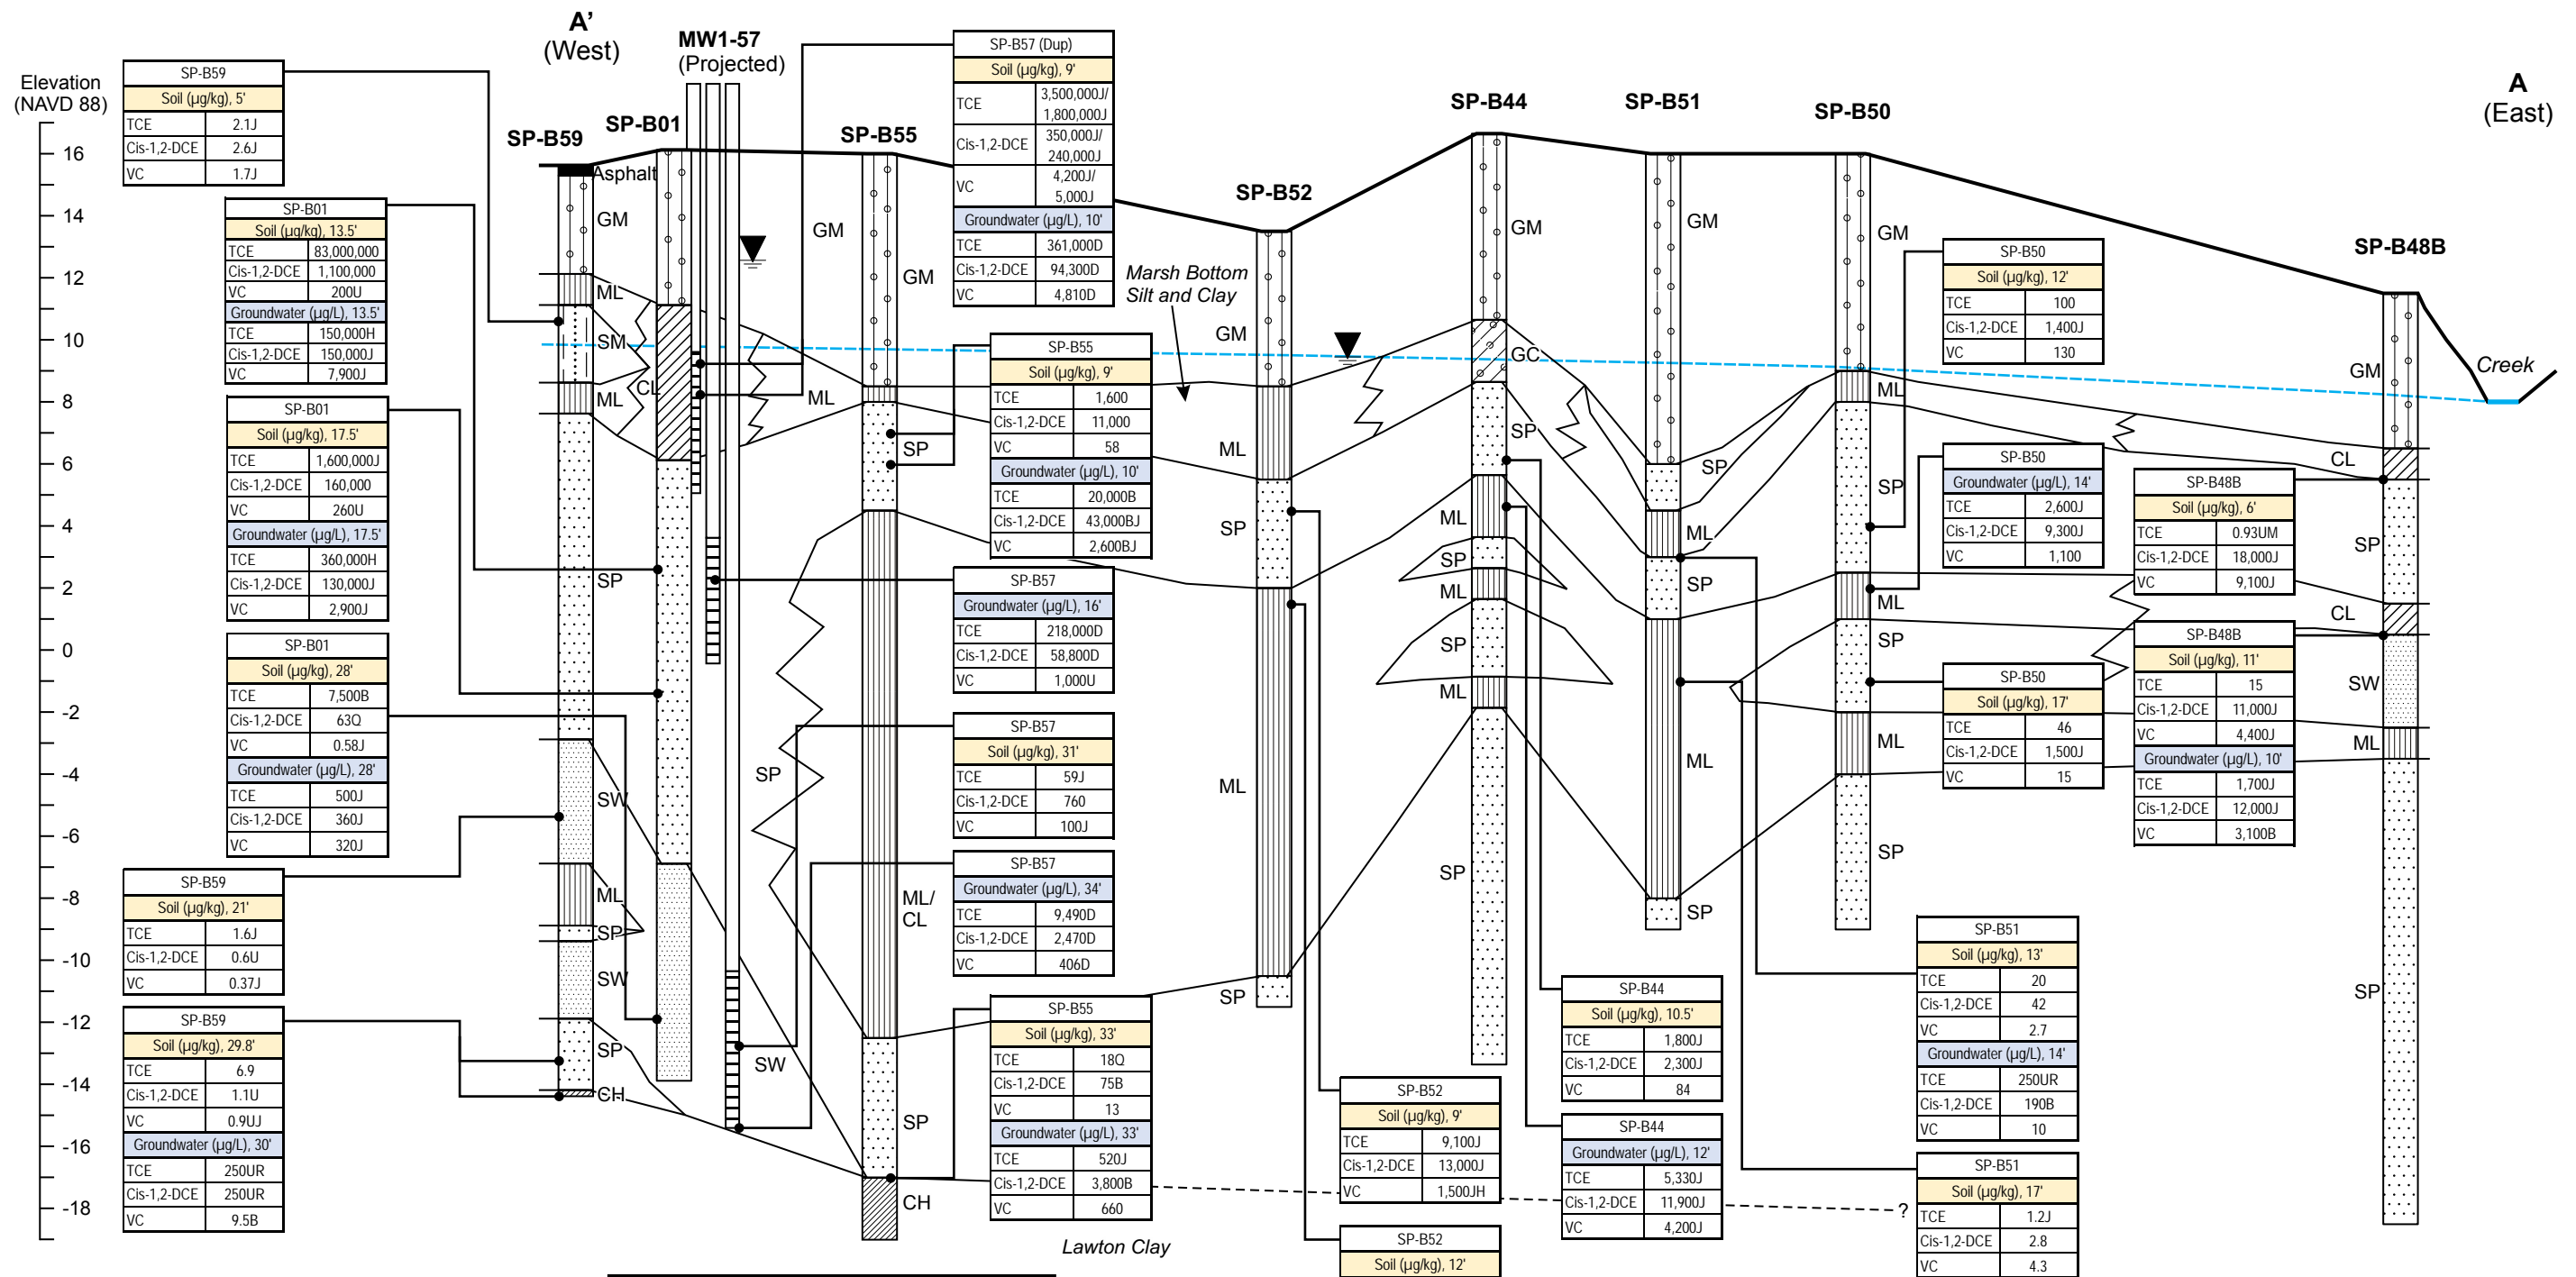 A'
(West)
MW1-57
(Projected)
A
(East)
Elevation
(NAVD 88)
16
14
12
10
8
6
4
2
0
-2
-4
-6
-8
-10
-12
-14
-16
-18
SP-B59
Soil (µg/kg), 5'
TCE 2.1J
Cis-1,2-DCE 2.6J
VC 1.7J
SP-B01
Soil (µg/kg), 13.5'
TCE 83,000,000
Cis-1,2-DCE 1,100,000
VC 200U
Groundwater (µg/L), 13.5'
TCE 150,000H
Cis-1,2-DCE 150,000J
VC 7,900J
SP-B01
Soil (µg/kg), 17.5'
TCE 1,600,000J
Cis-1,2-DCE 160,000
VC 260U
Groundwater (µg/L), 17.5'
TCE 360,000H
Cis-1,2-DCE 130,000J
VC 2,900J
SP-B01
Soil (µg/kg), 28'
TCE 7,500B
Cis-1,2-DCE 63Q
VC 0.58J
Groundwater (µg/L), 28'
TCE 500J
Cis-1,2-DCE 360J
VC 320J
SP-B59
Soil (µg/kg), 21'
TCE 1.6J
Cis-1,2-DCE 0.6U
VC 0.37J
SP-B59
Soil (µg/kg), 29.8'
TCE 6.9
Cis-1,2-DCE 1.1U
VC 0.9UJ
Groundwater (µg/L), 30'
TCE 250UR
Cis-1,2-DCE 250UR
VC 9.5B
SP-B59
Asphalt
GM
ML
SM
ML
SP
SW
ML
SP
SW
SP
CH
SP-B01
CL
GM
ML
SP
SW
SP-B55
GM
SP
ML/
CL
SP
CH
SP-B57 (Dup)
Soil (µg/kg), 9'
TCE 3,500,000J/
1,800,000J
Cis-1,2-DCE 350,000J/
240,000J
VC 4,200J/
5,000J
Groundwater (µg/L), 10'
TCE 361,000D
Cis-1,2-DCE 94,300D
VC 4,810D
SP-B55
Soil (µg/kg), 9'
TCE 1,600
Cis-1,2-DCE 11,000
VC 58
Groundwater (µg/L), 10'
TCE 20,000B
Cis-1,2-DCE 43,000BJ
VC 2,600BJ
SP-B57
Groundwater (µg/L), 16'
TCE 218,000D
Cis-1,2-DCE 58,800D
VC 1,000U
SP-B57
Soil (µg/kg), 31'
TCE 59J
Cis-1,2-DCE 760
VC 100J
SP-B57
Groundwater (µg/L), 34'
TCE 9,490D
Cis-1,2-DCE 2,470D
VC 406D
SP-B55
Soil (µg/kg), 33'
TCE 18Q
Cis-1,2-DCE 75B
VC 13
Groundwater (µg/L), 33'
TCE 520J
Cis-1,2-DCE 3,800B
VC 660
Lawton Clay
Marsh Bottom
Silt and Clay
SP-B52
GM
ML
SP
ML
SP
SP-B52
Soil (µg/kg), 9'
TCE 9,100J
Cis-1,2-DCE 13,000J
VC 1,500JH
SP-B52
Soil (µg/kg), 12'
SP-B44
GM
GC
SP
ML
SP
ML
SP
ML
SP
SP-B44
Soil (µg/kg), 10.5'
TCE 1,800J
Cis-1,2-DCE 2,300J
VC 84
SP-B44
Groundwater (µg/L), 12'
TCE 5,330J
Cis-1,2-DCE 11,900J
VC 4,200J
SP-B51
GM
SP
ML
SP
ML
SP
?
SP-B51
Soil (µg/kg), 13'
TCE 20
Cis-1,2-DCE 42
VC 2.7
Groundwater (µg/L), 14'
TCE 250UR
Cis-1,2-DCE 190B
VC 10
SP-B51
Soil (µg/kg), 17'
TCE 1.2J
Cis-1,2-DCE 2.8
VC 4.3
SP-B50
GM
ML
SP
ML
SP
ML
SP
SP-B50
Soil (µg/kg), 12'
TCE 100
Cis-1,2-DCE 1,400J
VC 130
SP-B50
Groundwater (µg/L), 14'
TCE 2,600J
Cis-1,2-DCE 9,300J
VC 1,100
SP-B50
Soil (µg/kg), 17'
TCE 46
Cis-1,2-DCE 1,500J
VC 15
SP-B48B
Soil (µg/kg), 6'
TCE 0.93UM
Cis-1,2-DCE 18,000J
VC 9,100J
SP-B48B
Soil (µg/kg), 11'
TCE 15
Cis-1,2-DCE 11,000J
VC 4,400J
Groundwater (µg/L), 10'
TCE 1,700J
Cis-1,2-DCE 12,000J
VC 3,100B
SP-B48B
GM
CL
SP
CL
SW
ML
SP
Creek